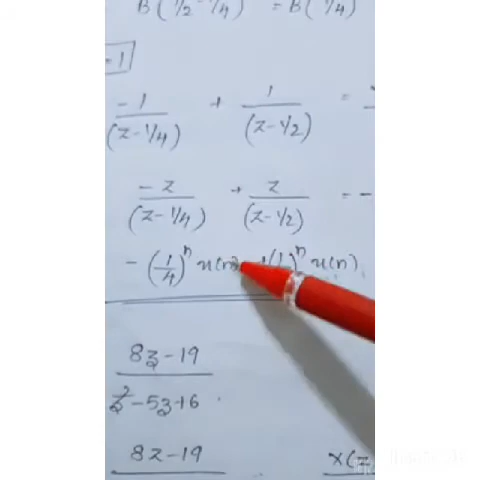 B(1/2 - 1/4) = B(1/4)
-1/(z-1/4) + 1/(z-1/2) =
-z/(z-1/4) + z/(z-1/2) = -
-(1/4)^n u(n) + (1/ )^n u(n)
8z-19
z^2-5z+6
8z-19 X(z